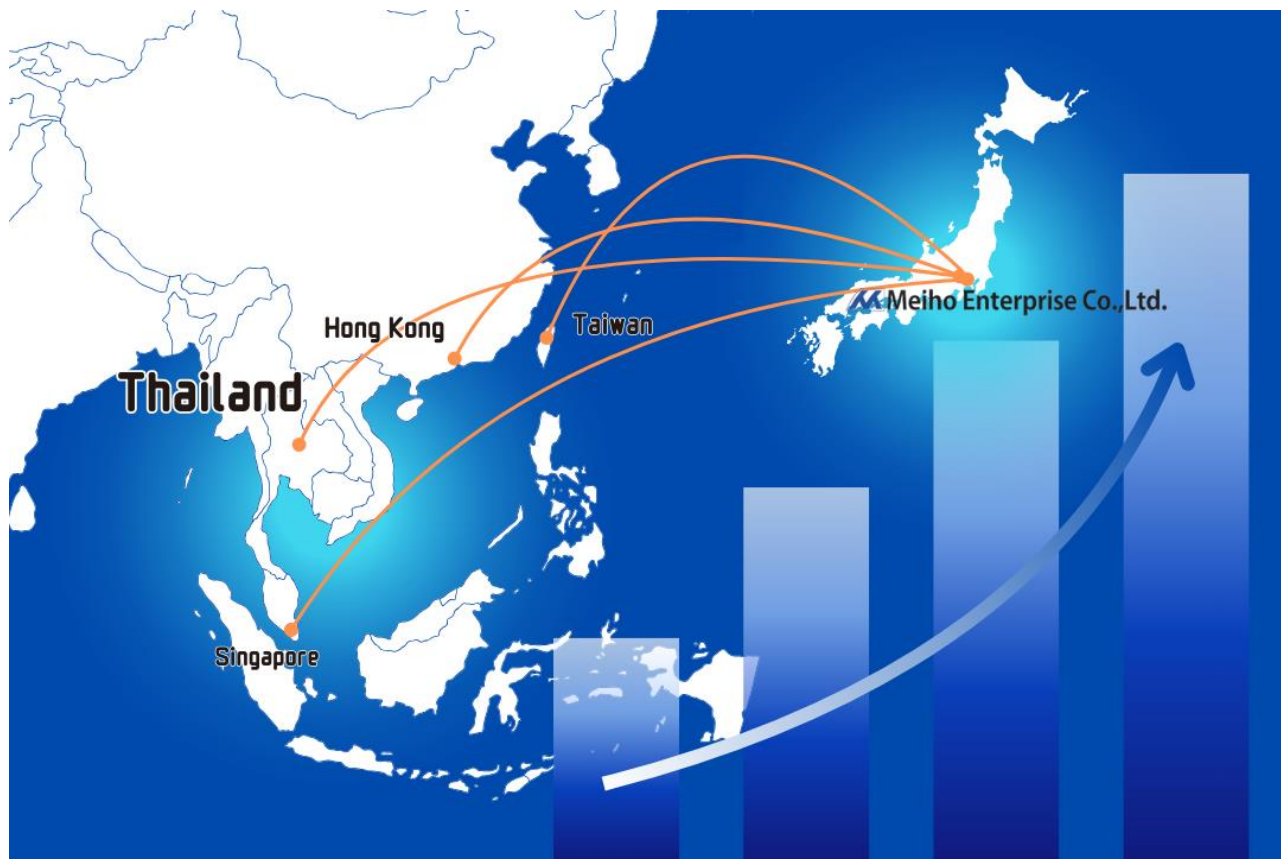 Hong Kong
Taiwan
Meiho Enterprise Co.,Ltd.
Thailand
Singapore